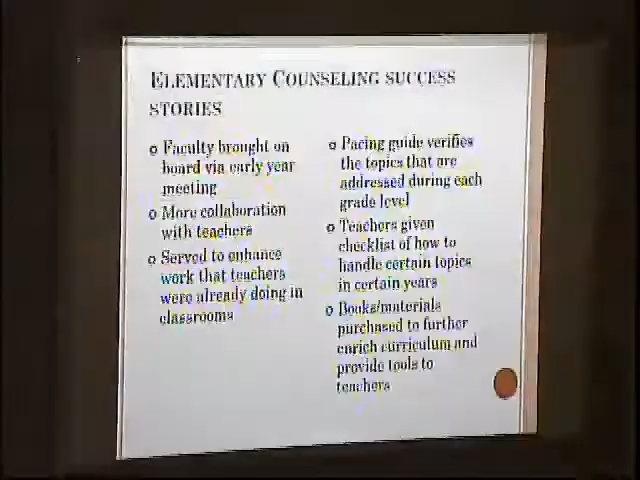 ELEMENTARY COUNSELING SUCCESS
STORIES
Faculty brought on
board via early year
meeting
More collaboration
with teachers
Served to enhance
work that teachers
were already doing in
classrooms
Pacing guide verifies
the topics that are
addressed during each
grade level
Teachers given
checklist of how to
handle certain topics
in certain years
Books/materials
purchased to further
enrich curriculum and
provide tools to
teachers